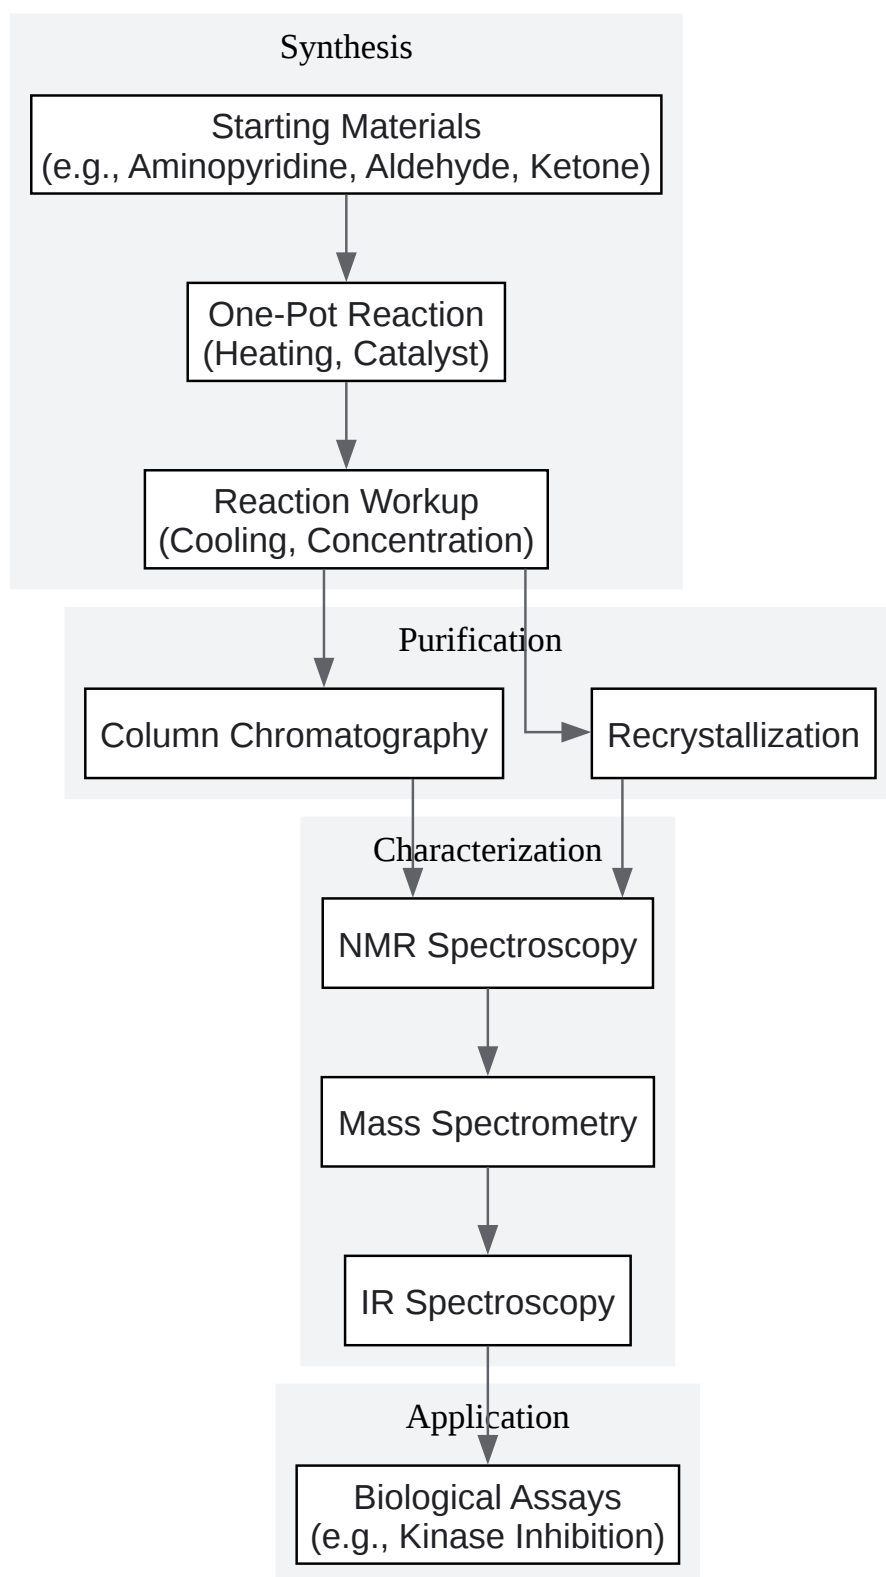 Synthesis
Starting Materials
(e.g., Aminopyridine, Aldehyde, Ketone)
One-Pot Reaction
(Heating, Catalyst)
Reaction Workup
(Cooling, Concentration)
Purification
Column Chromatography
Recrystallization
Characterization
NMR Spectroscopy
Mass Spectrometry
IR Spectroscopy
Application
Biological Assays
(e.g., Kinase Inhibition)